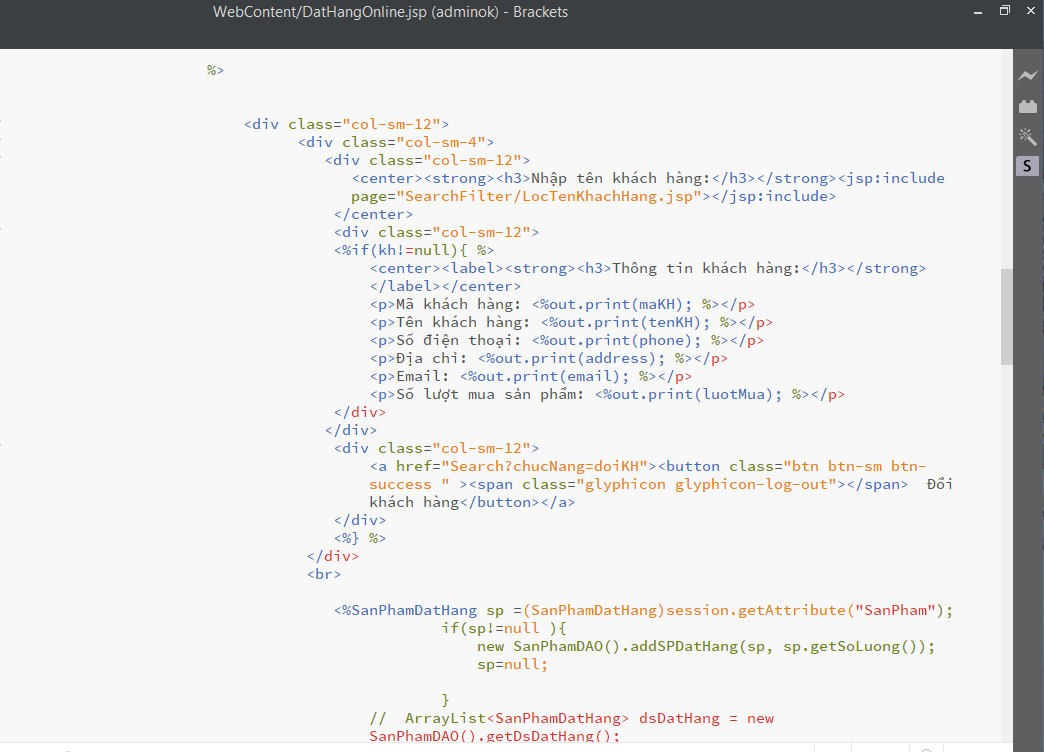 WebContent/DatHangOnline.jsp (adminok) - Brackets
%>
<div class="col-sm-12">
<div class="col-sm-4">
<div class="col-sm-12">
<center><strong><h3>Nhập tên khách hàng:</h3></strong><jsp:include
page="SearchFilter/LocTenKhachHang.jsp"></jsp:include>
</center>
<div class="col-sm-12">
<%if(kh!=null){ %>
<center><label><strong><h3>Thông tin khách hàng:</h3></strong>
</label></center>
<p>Mã khách hàng: <%out.print(maKH); %></p>
<p>Tên khách hàng: <%out.print(tenKH); %></p>
<p>Số điện thoại: <%out.print(phone); %></p>
<p>Địa chỉ: <%out.print(address); %></p>
<p>Email: <%out.print(email); %></p>
<p>Số lượt mua sản phẩm: <%out.print(luotMua); %></p>
</div>
</div>
<div class="col-sm-12">
<a href="Search?chucNang=doiKH"><button class="btn btn-sm btn-
success " ><span class="glyphicon glyphicon-log-out"></span>  Đổi
khách hàng</button></a>
</div>
<%} %>
</div>
<br>
<%SanPhamDatHang sp =(SanPhamDatHang)session.getAttribute("SanPham");
if(sp!=null ){
new SanPhamDAO().addSPDatHang(sp, sp.getSoLuong());
sp=null;
}
//  ArrayList<SanPhamDatHang> dsDatHang = new
SanPhamDAO().getDsDatHang();
S